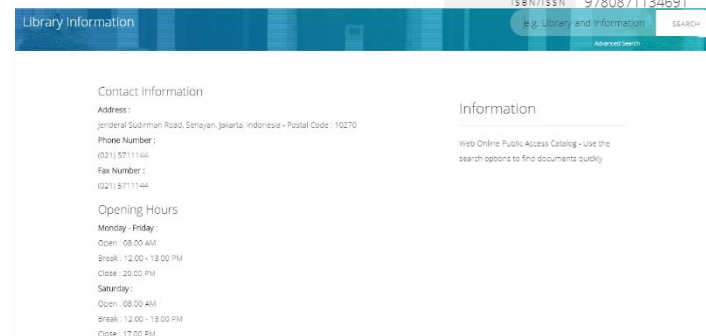 ISBN/ISSN 9780871134691
Library Information
e.g. Library and Information
SEARCH
Advanced Search
Contact Information
Address :
Jenderal Sudirman Road, Senayan, Jakarta, Indonesia - Postal Code : 10270
Phone Number :
(021) 5711144
Fax Number :
(021) 5711144
Opening Hours
Monday - Friday :
Open : 08.00 AM
Break : 12.00 - 13.00 PM
Close : 20.00 PM
Saturday :
Open : 08.00 AM
Break : 12.00 - 13.00 PM
Close : 17.00 PM
Information
Web Online Public Access Catalog - Use the
search options to find documents quickly